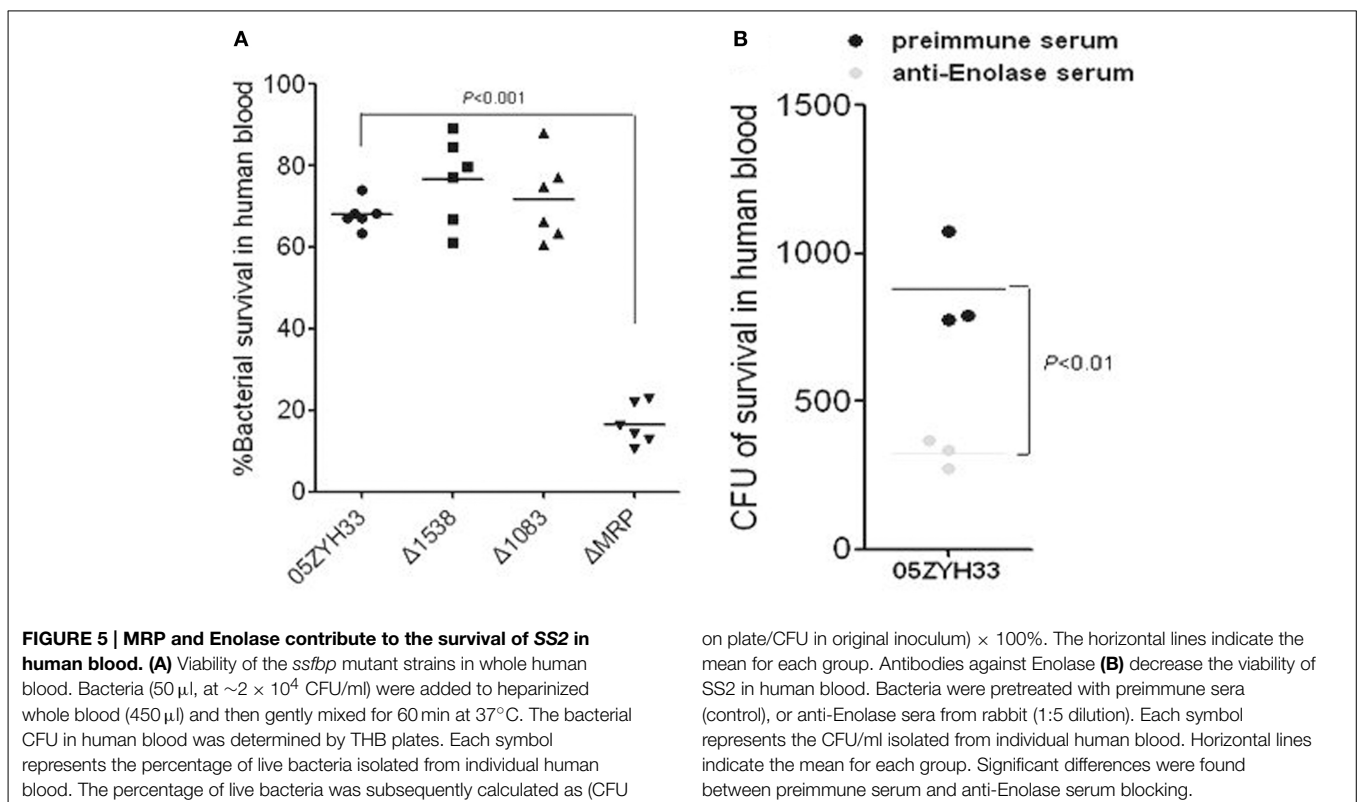 A
%Bacterial survival in human blood
100
80
60
40
20
0
P<0.001
05ZYH33
Δ1538
Δ1083
ΔMRP
B
preimmune serum
anti-Enolase serum
CFU of survival in human blood
1500
1000
500
0
P<0.01
05ZYH33
FIGURE 5 | MRP and Enolase contribute to the survival of SS2 in
human blood. (A) Viability of the ssfbp mutant strains in whole human
blood. Bacteria (50 μl, at ~2 × 10⁴ CFU/ml) were added to heparinized
whole blood (450 μl) and then gently mixed for 60 min at 37°C. The bacterial
CFU in human blood was determined by THB plates. Each symbol
represents the percentage of live bacteria isolated from individual human
blood. The percentage of live bacteria was subsequently calculated as (CFU
on plate/CFU in original inoculum) × 100%. The horizontal lines indicate the
mean for each group. Antibodies against Enolase (B) decrease the viability of
SS2 in human blood. Bacteria were pretreated with preimmune sera
(control), or anti-Enolase sera from rabbit (1:5 dilution). Each symbol
represents the CFU/ml isolated from individual human blood. Horizontal lines
indicate the mean for each group. Significant differences were found
between preimmune serum and anti-Enolase serum blocking.